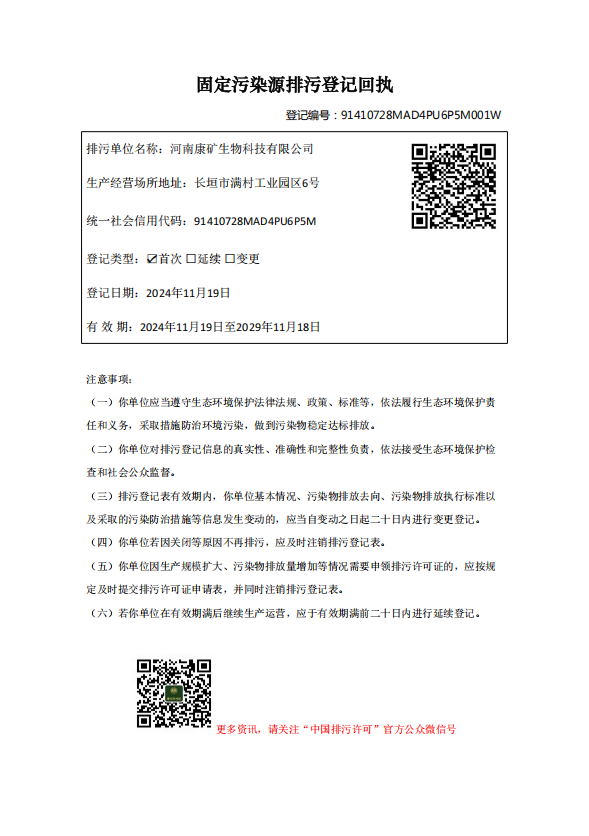 固定污染源排污登记回执
登记编号：91410728MAD4PU6P5M001W
排污单位名称：河南康矿生物科技有限公司
生产经营场所地址：长垣市满村工业园区6号
统一社会信用代码：91410728MAD4PU6P5M
登记类型：☑首次 ☐延续 ☐变更
登记日期：2024年11月19日
有 效 期：2024年11月19日至2029年11月18日
注意事项：
（一）你单位应当遵守生态环境保护法律法规、政策、标准等，依法履行生态环境保护责
任和义务，采取措施防治环境污染，做到污染物稳定达标排放。
（二）你单位对排污登记信息的真实性、准确性和完整性负责，依法接受生态环境保护检
查和社会公众监督。
（三）排污登记表有效期内，你单位基本情况、污染物排放去向、污染物排放执行标准以
及采取的污染防治措施等信息发生变动的，应当自变动之日起二十日内进行变更登记。
（四）你单位若因关闭等原因不再排污，应及时注销排污登记表。
（五）你单位因生产规模扩大、污染物排放量增加等情况需要申领排污许可证的，应按规
定及时提交排污许可证申请表，并同时注销排污登记表。
（六）若你单位在有效期满后继续生产运营，应于有效期满前二十日内进行延续登记。
更多资讯，请关注“中国排污许可”官方公众微信号